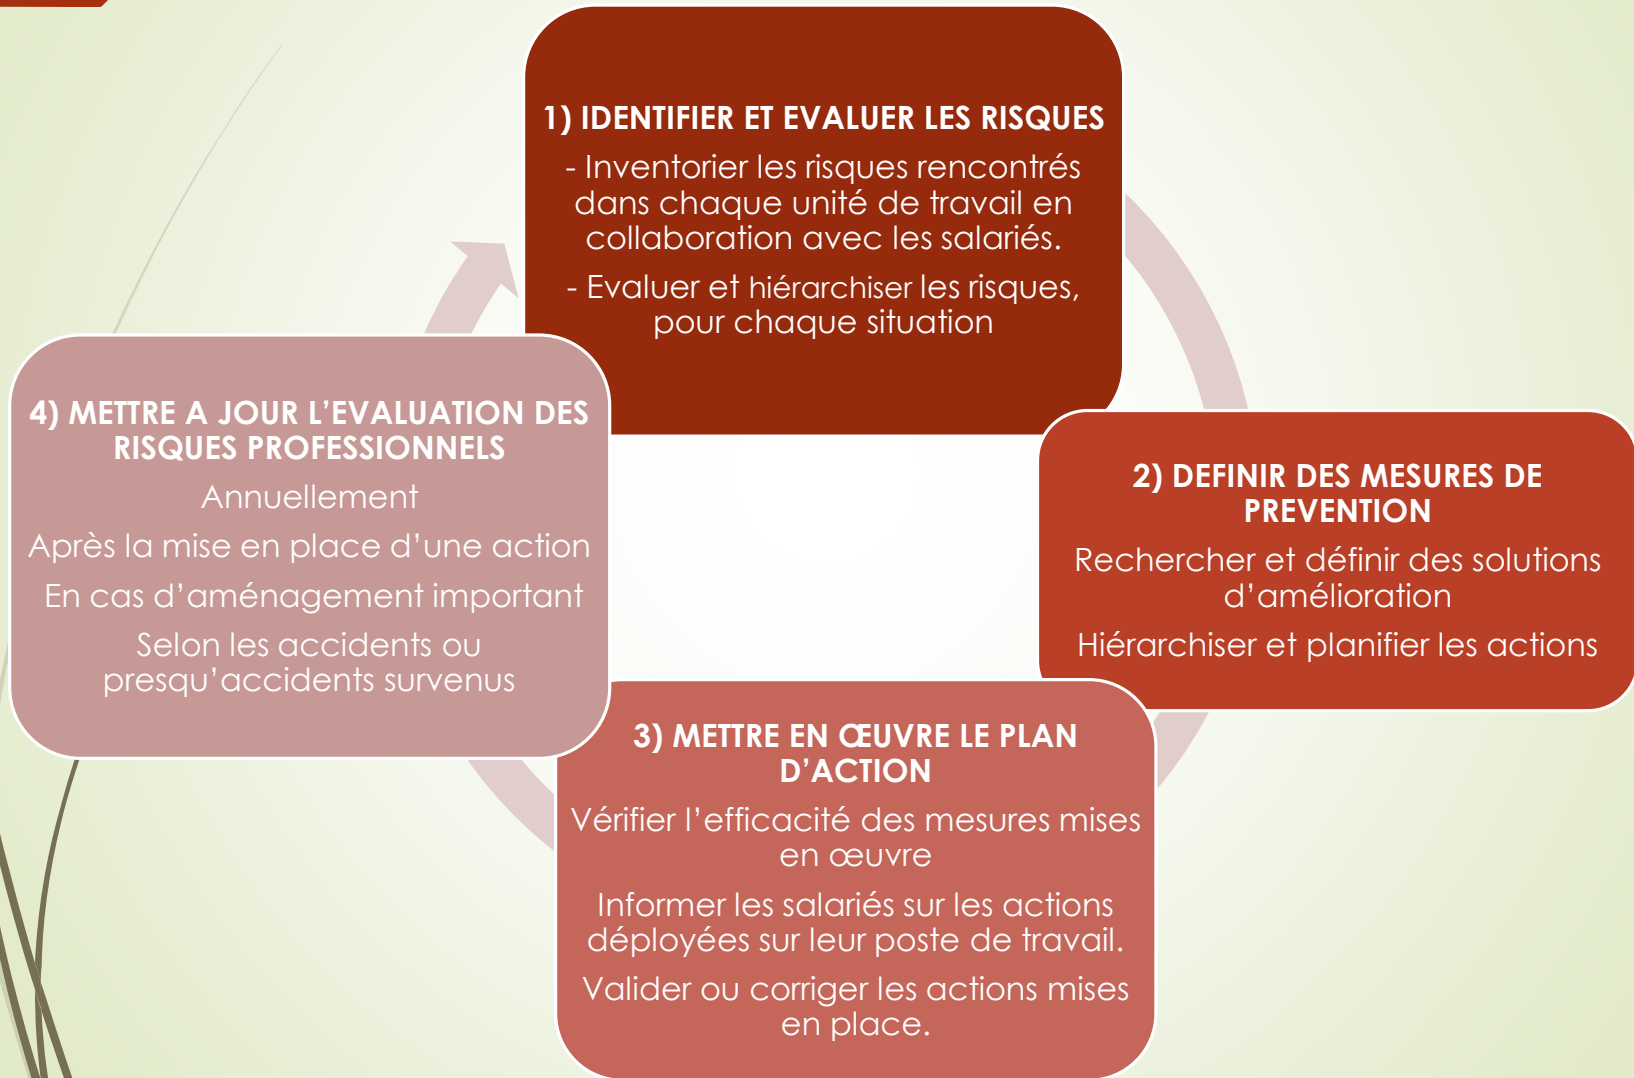 1) IDENTIFIER ET EVALUER LES RISQUES
- Inventorier les risques rencontrés
dans chaque unité de travail en
collaboration avec les salariés.
- Evaluer et hiérarchiser les risques,
pour chaque situation
2) DEFINIR DES MESURES DE
PREVENTION
Rechercher et définir des solutions
d’amélioration
Hiérarchiser et planifier les actions
3) METTRE EN ŒUVRE LE PLAN
D’ACTION
Vérifier l’efficacité des mesures mises
en œuvre
Informer les salariés sur les actions
déployées sur leur poste de travail.
Valider ou corriger les actions mises
en place.
4) METTRE A JOUR L’EVALUATION DES
RISQUES PROFESSIONNELS
Annuellement
Après la mise en place d’une action
En cas d’aménagement important
Selon les accidents ou
presqu’accidents survenus